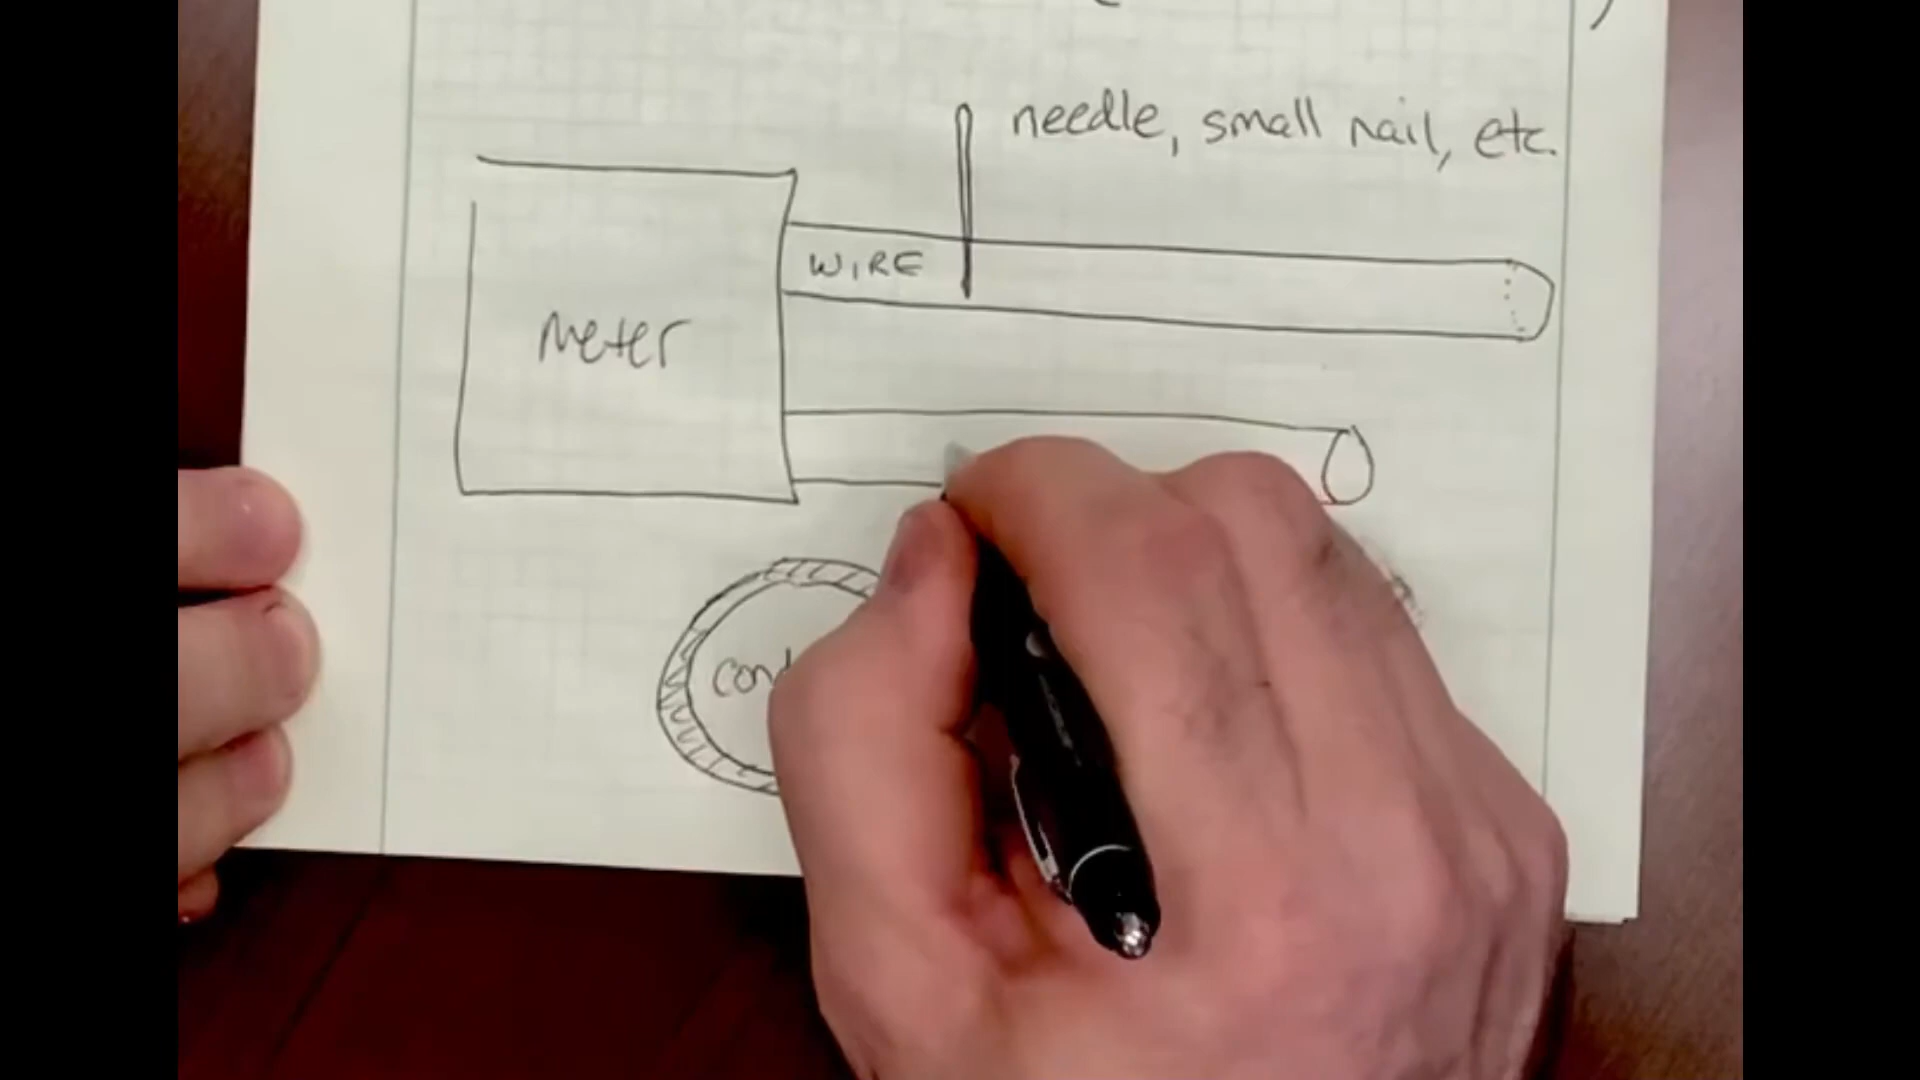 needle, small nail, etc.
WIRE
Meter